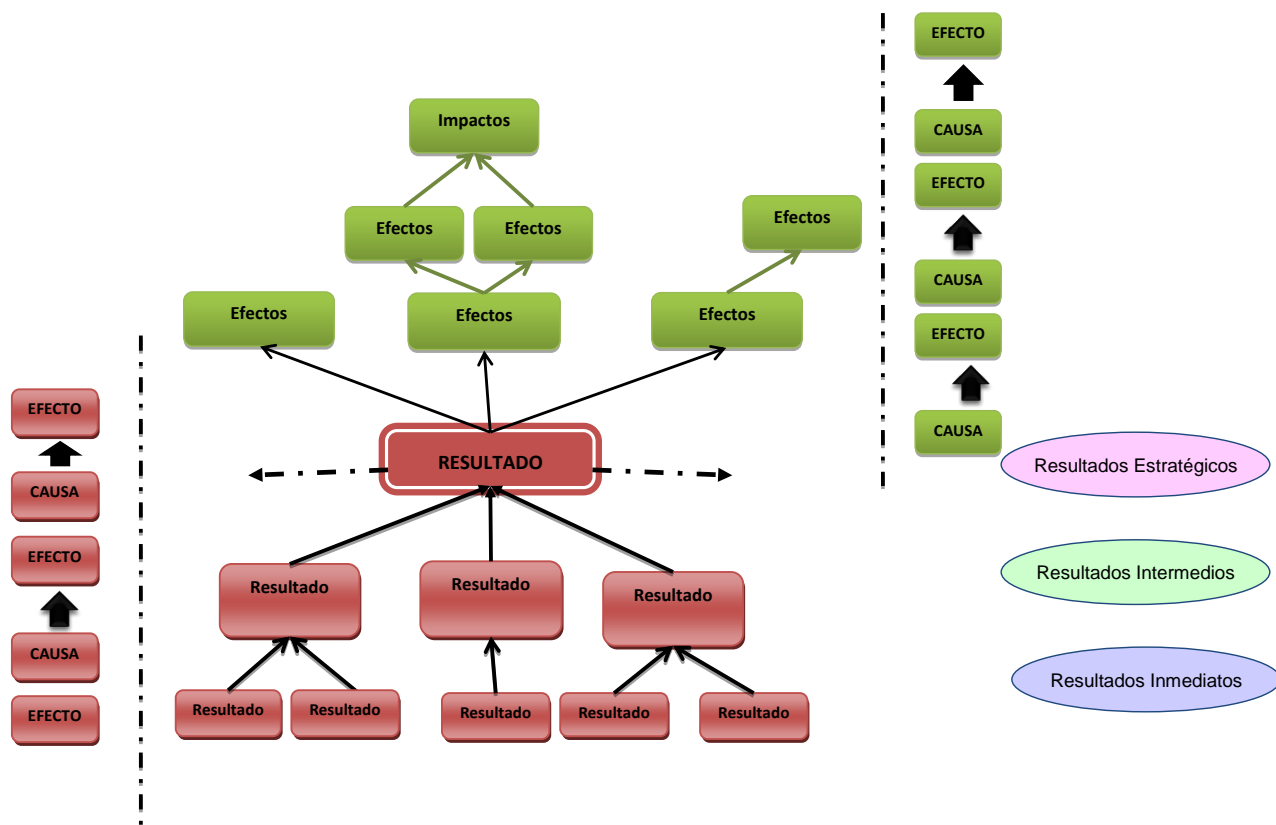 EFECTO
CAUSA
EFECTO
CAUSA
EFECTO
CAUSA
Impactos
Efectos
Efectos
Efectos
Efectos
Efectos
Efectos
RESULTADO
Resultado
Resultado
Resultado
Resultado
Resultado
Resultado
Resultado
Resultado
EFECTO
CAUSA
EFECTO
CAUSA
EFECTO
Resultados Estratégicos
Resultados Intermedios
Resultados Inmediatos